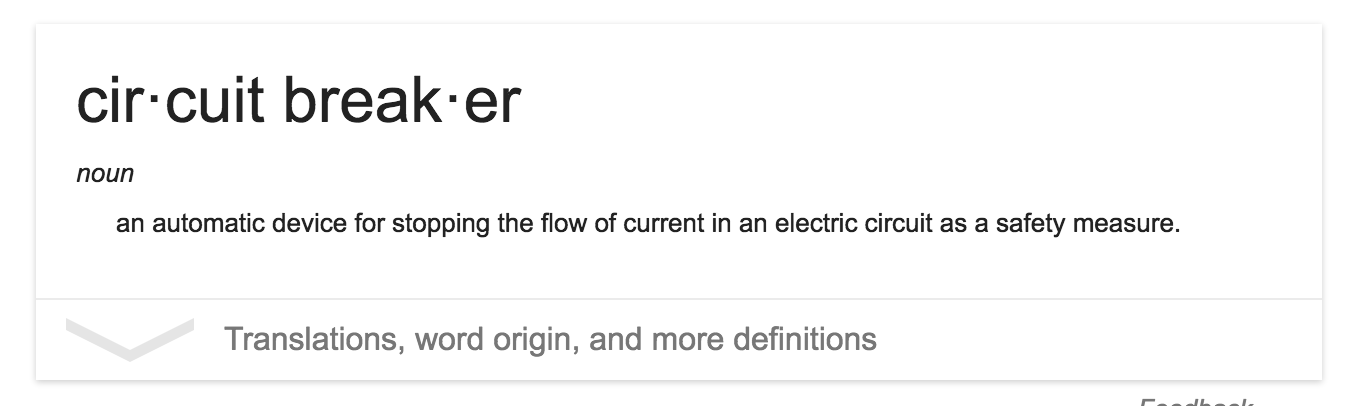 cir·cuit break·er
noun
an automatic device for stopping the flow of current in an electric circuit as a safety measure.
Translations, word origin, and more definitions
Feedback